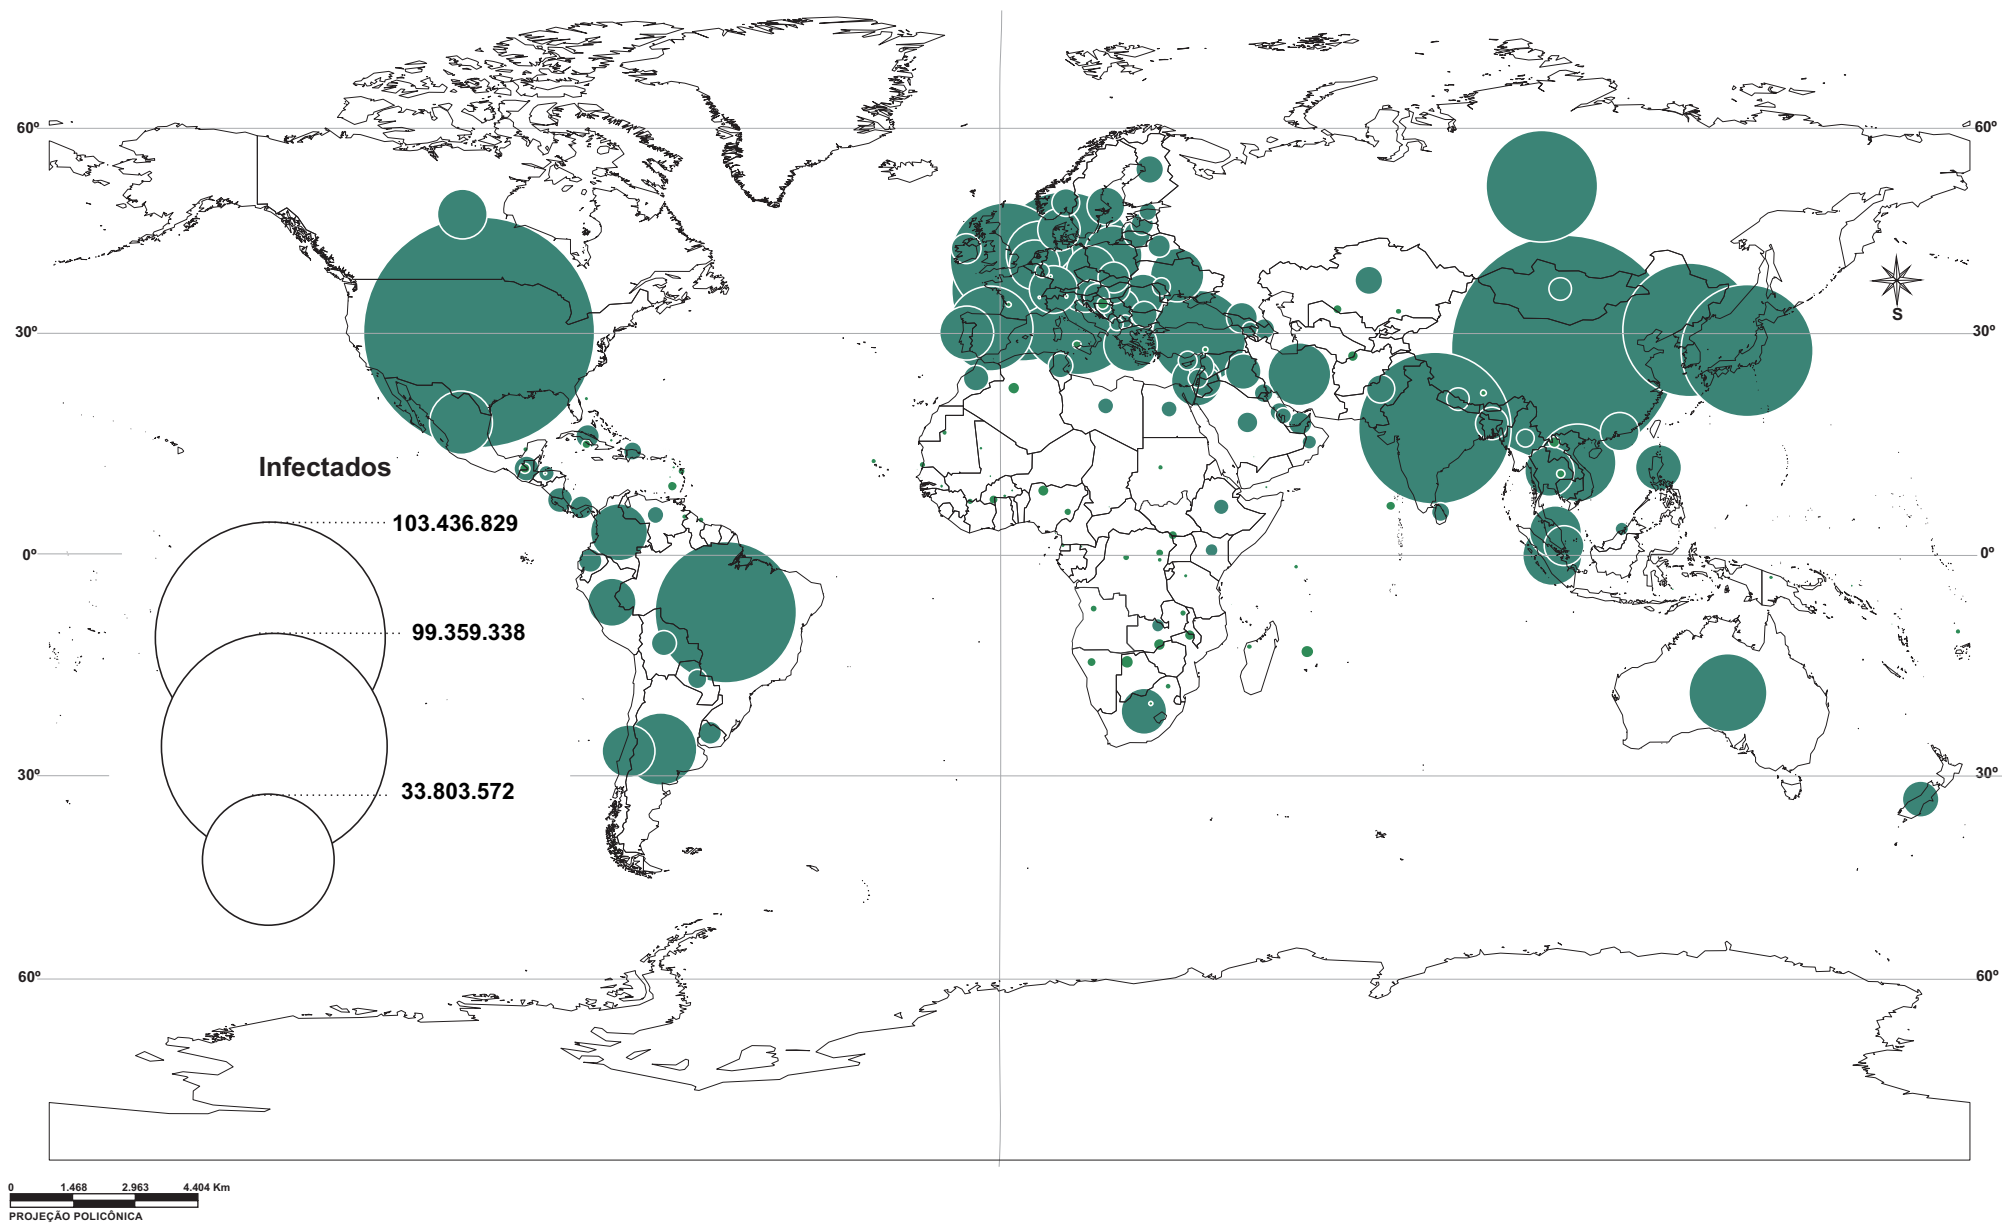 60º
60º
S
30º
30º
Infectados
103.436.829
0º
0º
99.359.338
30º
30º
33.803.572
60º
60º
0 1.468 2.963 4.404 Km
PROJEÇÃO POLICÔNICA